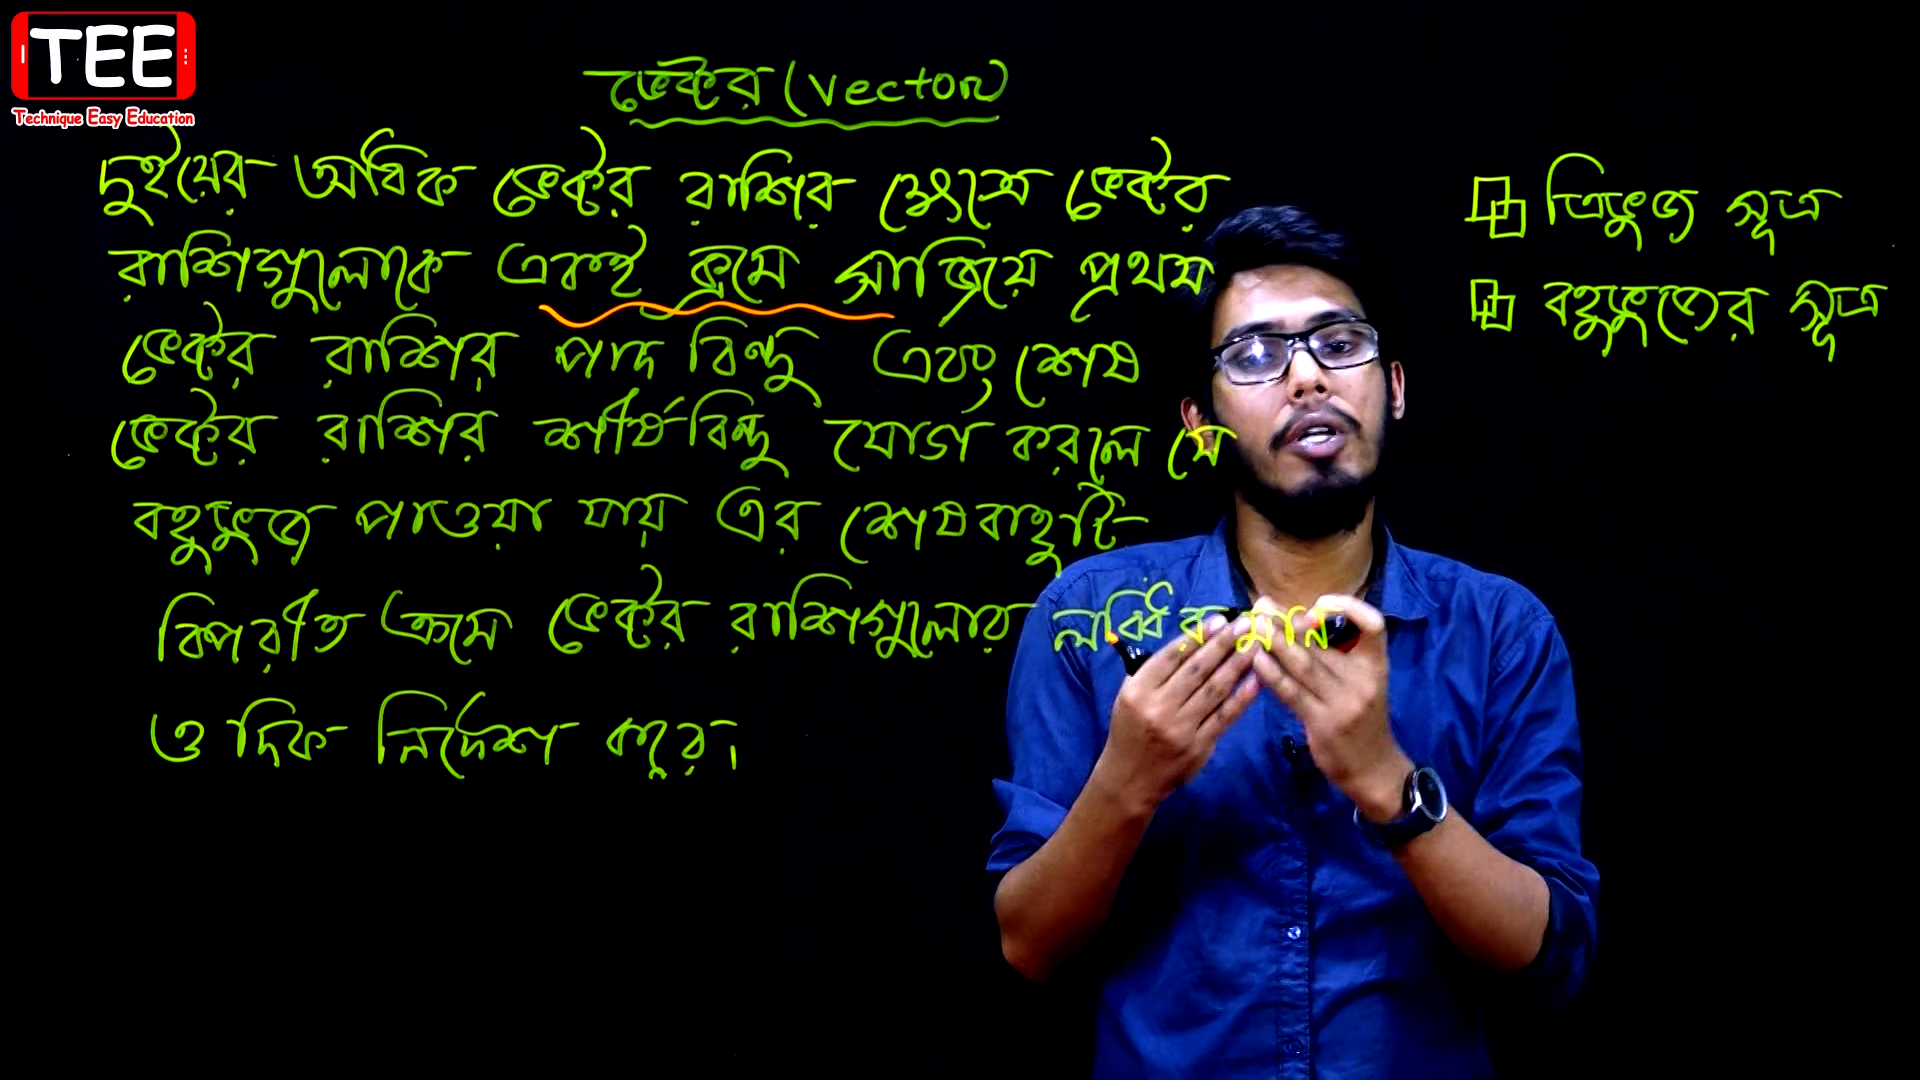 TEE
Technique Easy Education
ভেক্টর (Vector)
দুইয়ের অধিক ভেক্টর রাশির ক্ষেত্রে ভেক্টর
রাশিগুলোকে একই ক্রমে সাজিয়ে প্রথম
ভেক্টর রাশির পাদ বিন্দু এবং শেষ
ভেক্টর রাশির শীর্ষবিন্দু যোগ করলে যে
বহুভুজ পাওয়া যায় এর শেষবাহুটি
বিপরীত ক্রমে ভেক্টর রাশিগুলোর লব্ধির মান
ও দিক নির্দেশ করে।
ত্রিভুজ সূত্র
বহুভুজের সূত্র